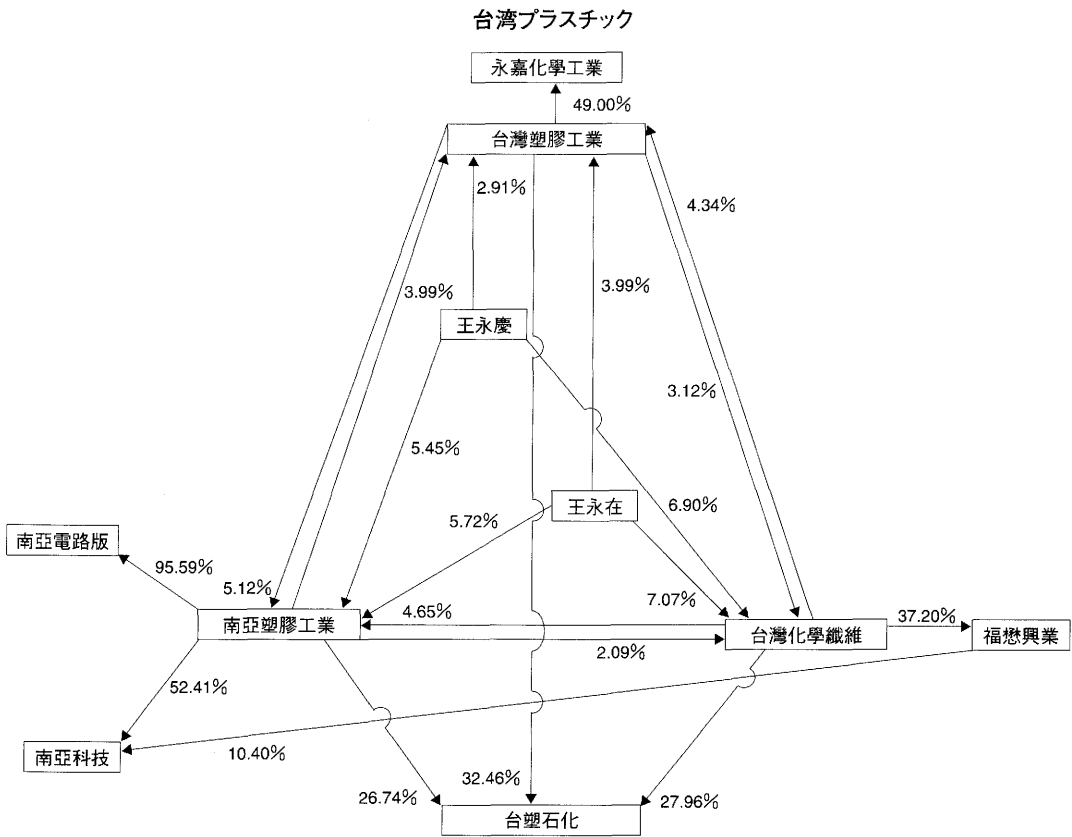 台湾プラスチック
永嘉化學工業
49.00%
台灣塑膠工業
2.91%
4.34%
3.99%
3.99%
王永慶
3.12%
5.45%
王永在
6.90%
5.72%
南亞電路版
95.59%
5.12%
4.65%
7.07%
37.20%
南亞塑膠工業
台灣化學纖維
福懋興業
2.09%
52.41%
南亞科技
10.40%
32.46%
26.74%
27.96%
台塑石化